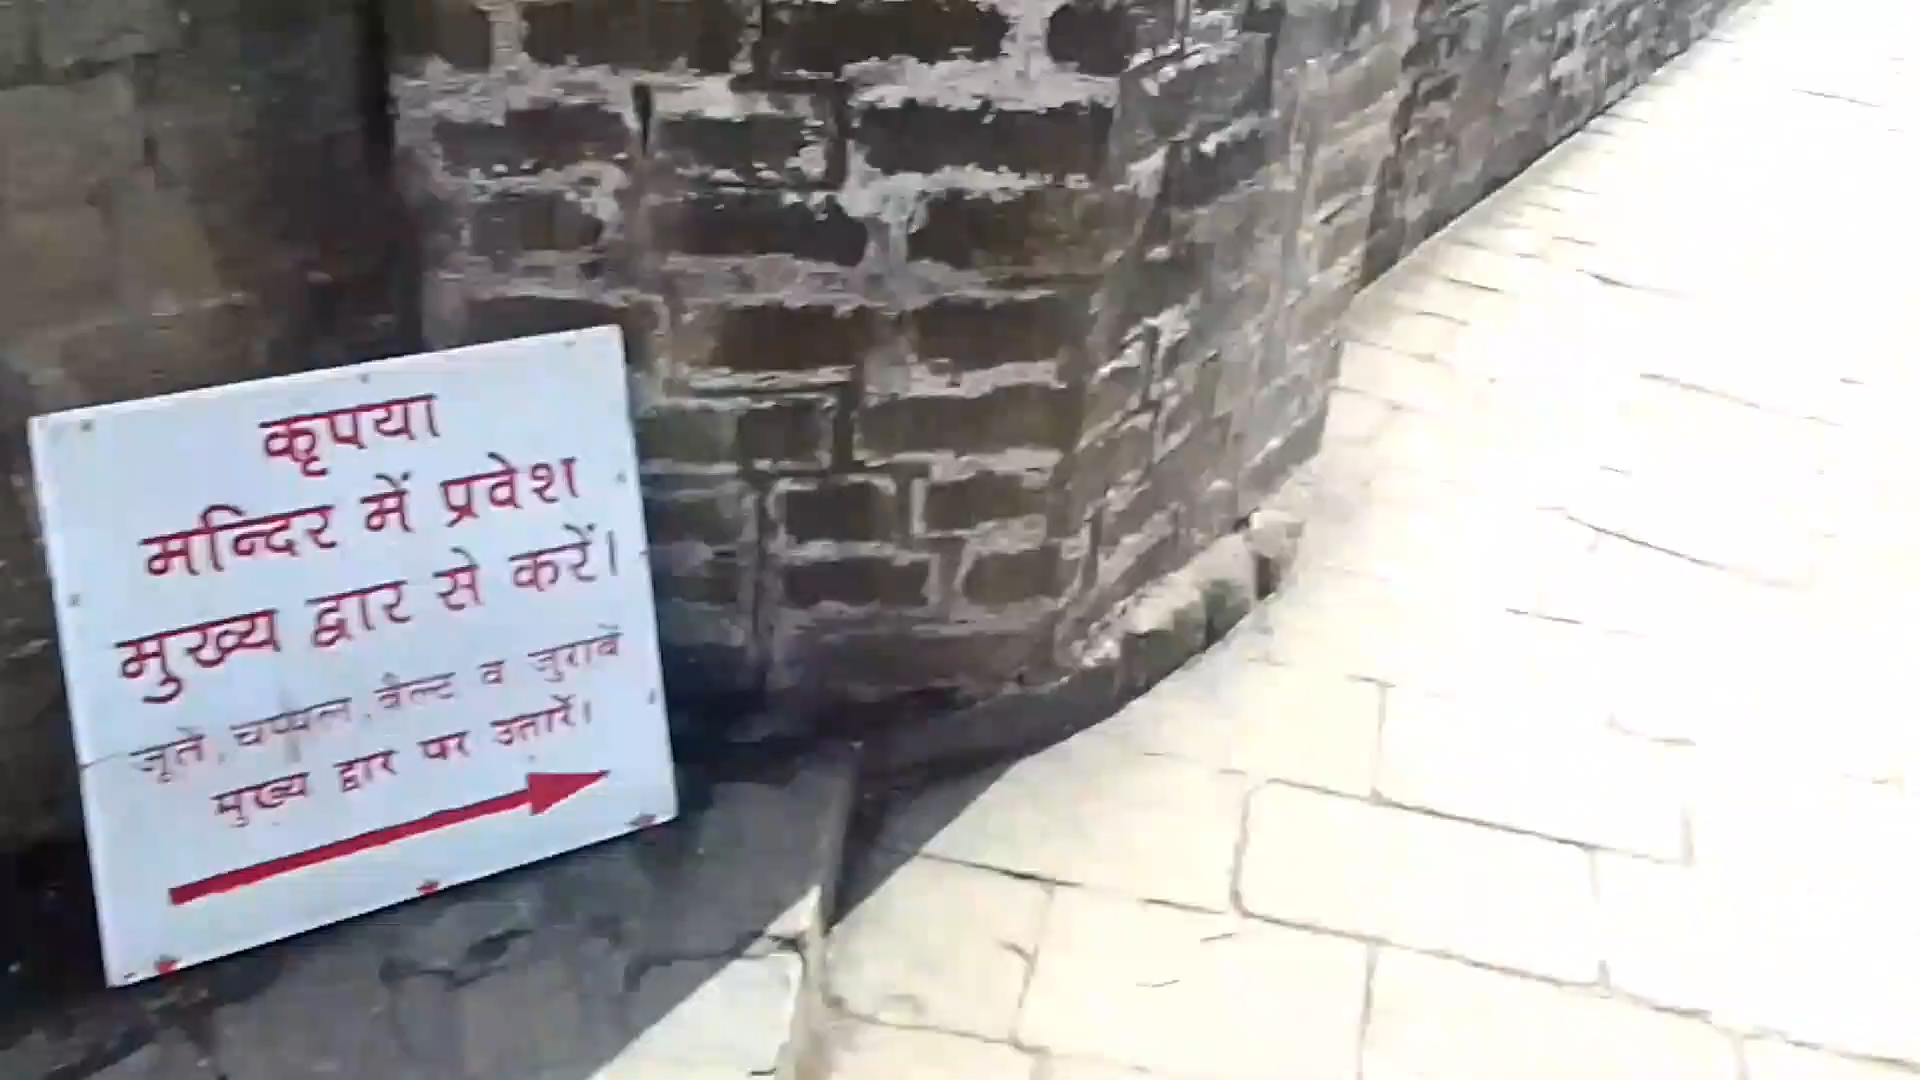 कृपया
मन्दिर में प्रवेश
मुख्य द्वार से करें।
जूते, चप्पल, वैल्ट व जुरावें
मुख्य द्वार पर उतारें।